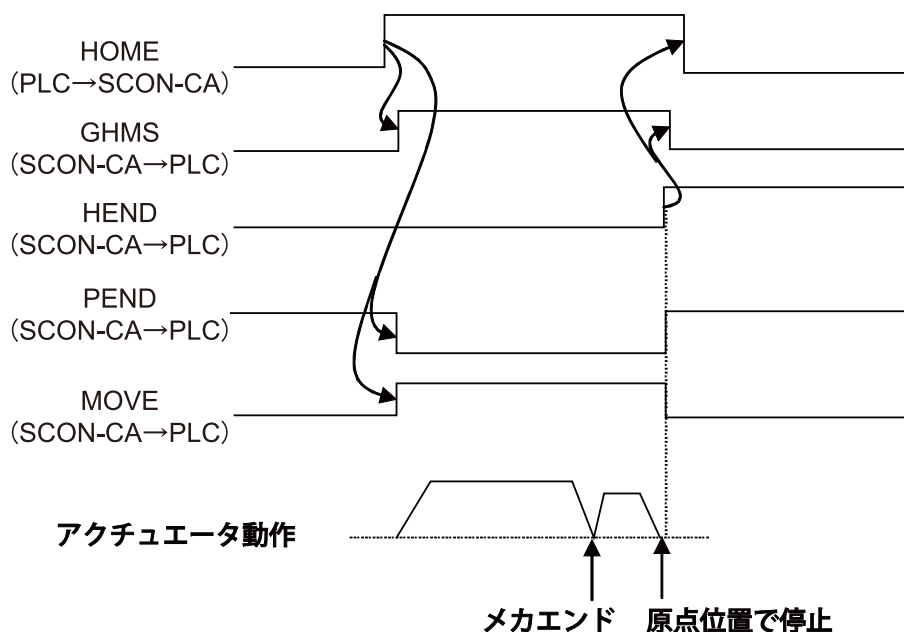 HOME
(PLC→SCON-CA)
GHMS
(SCON-CA→PLC)
HEND
(SCON-CA→PLC)
PEND
(SCON-CA→PLC)
MOVE
(SCON-CA→PLC)
アクチュエータ動作
メカエンド
原点位置で停止